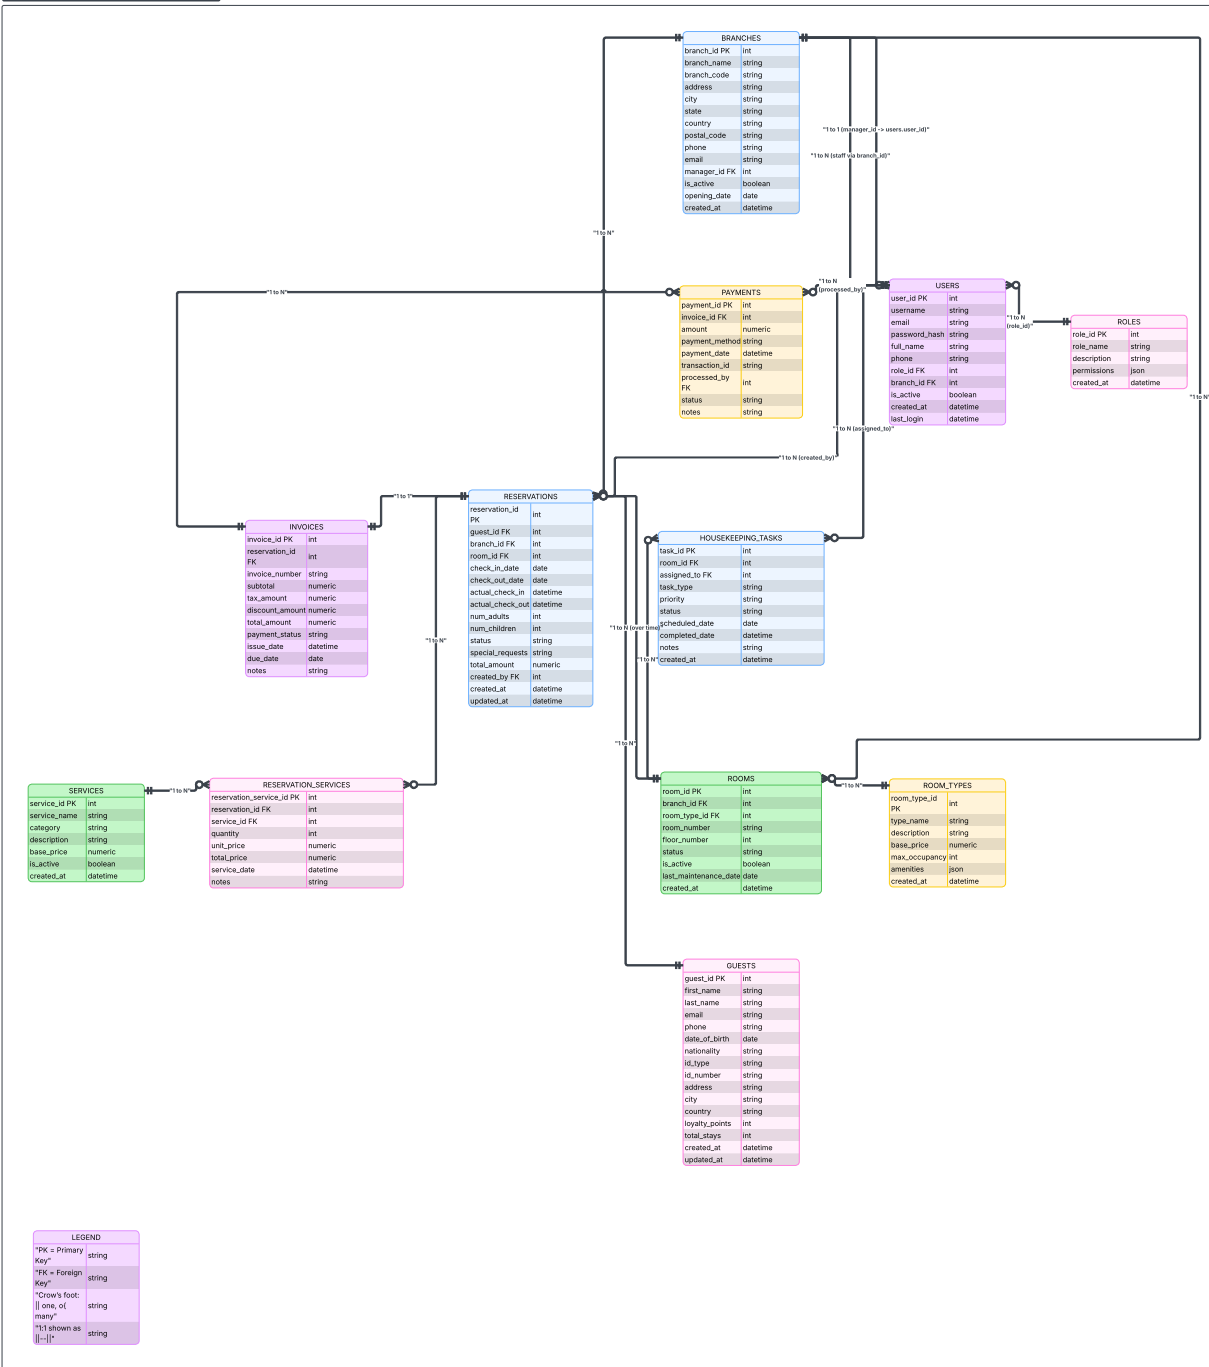 BRANCHES
branch_id PK int
branch_name string
branch_code string
address string
city string
state string
country string
postal_code string
phone string
email string
manager_id FK int
is_active boolean
opening_date date
created_at datetime
"1 to 1 (manager_id -> users.user_id)"
"1 to N (staff via branch_id)"
"1 to N"
"1 to N"
"1 to N"
PAYMENTS
payment_id PK int
invoice_id FK int
amount numeric
payment_method string
payment_date datetime
transaction_id string
processed_by
FK
int
status string
notes string
"1 to N
(processed_by)"
USERS
user_id PK int
username string
email string
password_hash string
full_name string
phone string
role_id FK int
branch_id FK int
is_active boolean
created_at datetime
last_login datetime
"1 to N
(role_id)"
ROLES
role_id PK int
role_name string
description string
permissions json
created_at datetime
"1 to N (assigned_to)"
"1 to N (created_by)"
INVOICES
invoice_id PK int
reservation_id
FK
int
invoice_number string
subtotal numeric
tax_amount numeric
discount_amount numeric
total_amount numeric
payment_status string
issue_date datetime
due_date date
notes string
"1 to 1"
RESERVATIONS
reservation_id
PK
int
guest_id FK int
branch_id FK int
room_id FK int
check_in_date date
check_out_date date
actual_check_in datetime
actual_check_out datetime
num_adults int
num_children int
status string
special_requests string
total_amount numeric
created_by FK int
created_at datetime
updated_at datetime
"1 to N"
HOUSEKEEPING_TASKS
task_id PK int
room_id FK int
assigned_to FK int
task_type string
priority string
status string
scheduled_date date
completed_date datetime
notes string
created_at datetime
"1 to N (over time)"
"1 to N"
"1 to N"
SERVICES
service_id PK int
service_name string
category string
description string
base_price numeric
is_active boolean
created_at datetime
"1 to N"
RESERVATION_SERVICES
reservation_service_id PK int
reservation_id FK int
service_id FK int
quantity int
unit_price numeric
total_price numeric
service_date datetime
notes string
ROOMS
room_id PK int
branch_id FK int
room_type_id FK int
room_number string
floor_number int
status string
is_active boolean
last_maintenance_date date
created_at datetime
"1 to N"
ROOM_TYPES
room_type_id
PK
int
type_name string
description string
base_price numeric
max_occupancy int
amenities json
created_at datetime
GUESTS
guest_id PK int
first_name string
last_name string
email string
phone string
date_of_birth date
nationality string
id_type string
id_number string
address string
city string
country string
loyalty_points int
total_stays int
created_at datetime
updated_at datetime
LEGEND
"PK = Primary
Key"
string
"FK = Foreign
Key"
string
"Crow's foot:
|| one, o(
many"
string
"1:1 shown as
||--||"
string